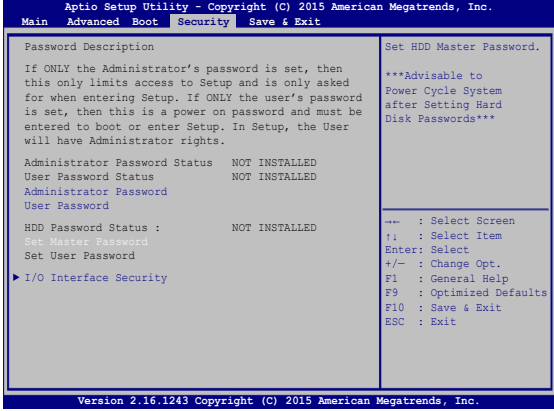 Aptio Setup Utility - Copyright (C) 2015 American Megatrends, Inc.
Main Advanced Boot Security Save & Exit
Password Description
If ONLY the Administrator's password is set, then
this only limits access to Setup and is only asked
for when entering Setup. If ONLY the user's password
is set, then this is a power on password and must be
entered to boot or enter Setup. In Setup, the User
will have Administrator rights.
Administrator Password Status NOT INSTALLED
User Password Status NOT INSTALLED
Administrator Password
User Password
HDD Password Status : NOT INSTALLED
Set Master Password
Set User Password
I/O Interface Security
Set HDD Master Password.
***Advisable to
Power Cycle System
after Setting Hard
Disk Passwords***
→← : Select Screen
↑↓ : Select Item
Enter: Select
+/— : Change Opt.
F1 : General Help
F9 : Optimized Defaults
F10 : Save & Exit
ESC : Exit
Version 2.16.1243 Copyright (C) 2015 American Megatrends, Inc.